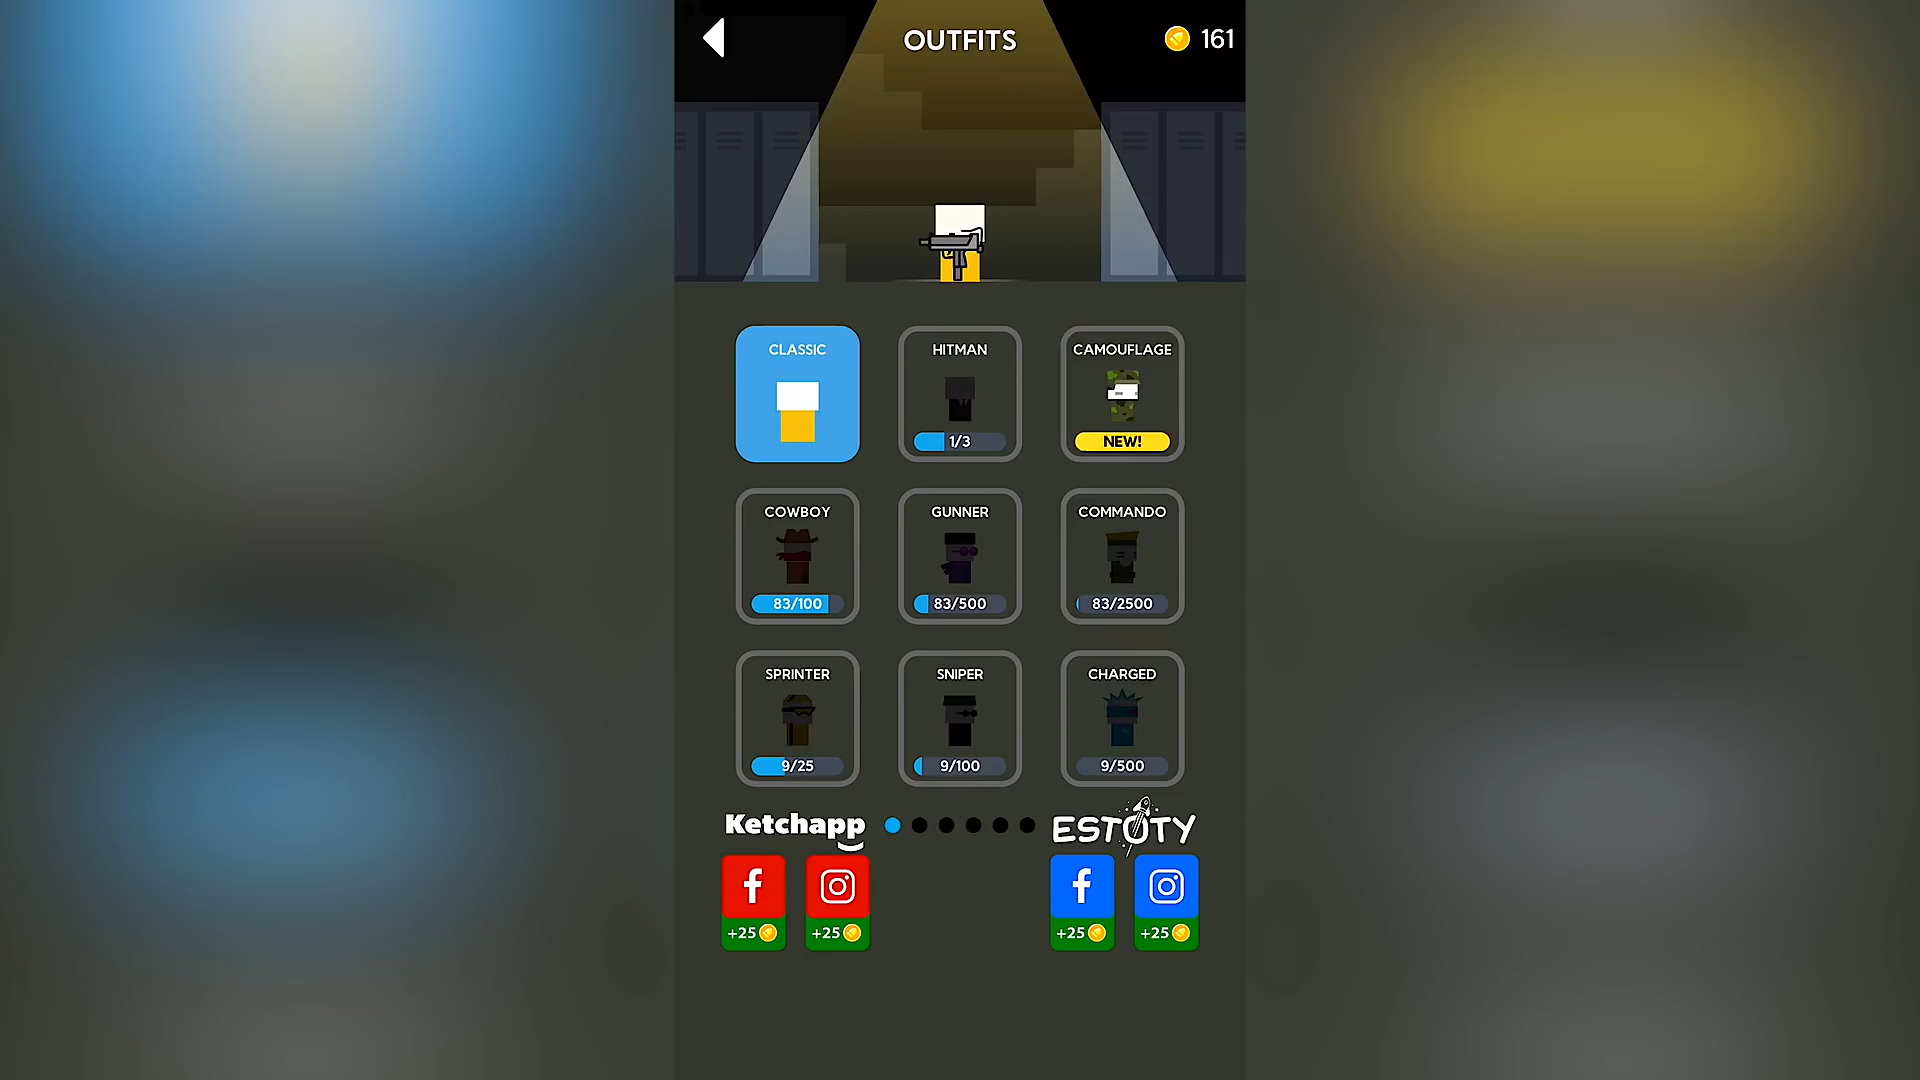 OUTFITS
161
CLASSIC
HITMAN
CAMOUFLAGE
1/3
NEW!
COWBOY
GUNNER
COMMANDO
83/100
83/500
83/2500
SPRINTER
SNIPER
CHARGED
9/25
9/100
9/500
Ketchapp
ESTOTY
+25
+25
+25
+25